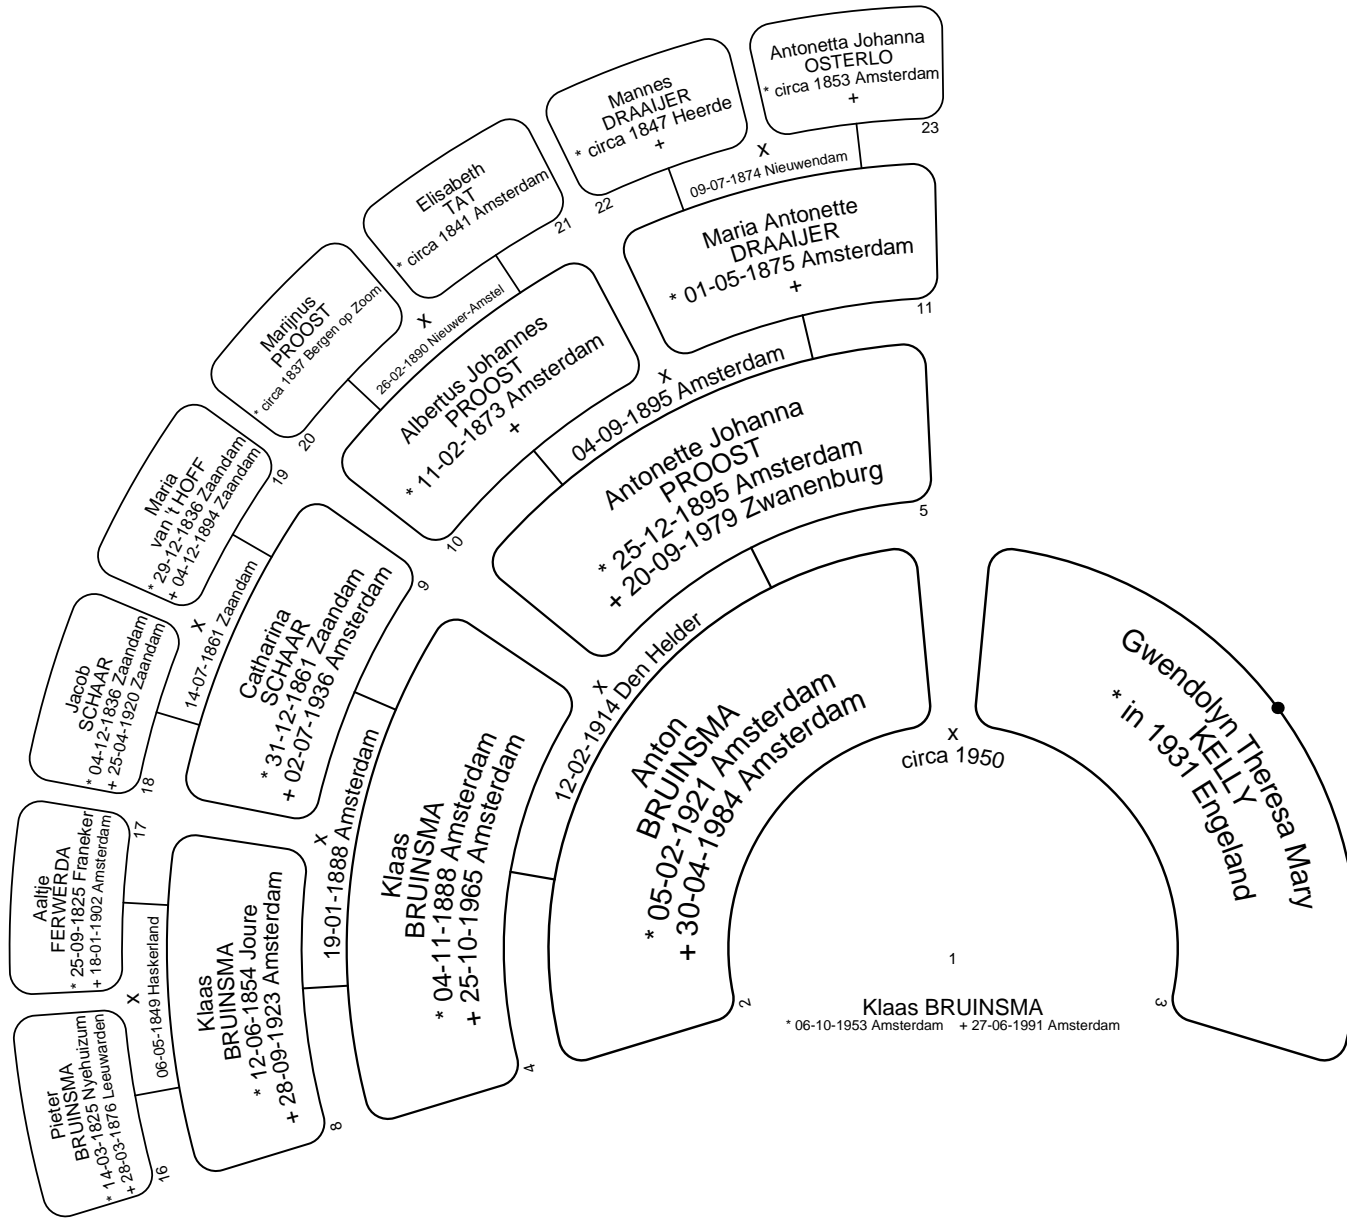 Antonetta Johanna
OSTERLO
* circa 1853 Amsterdam
+
23
Mannes
DRAAIJER
* circa 1847 Heerde
+
22
x
09-07-1874 Nieuwendam
Elisabeth
TAT
* circa 1841 Amsterdam
21
Marijnus
PROOST
* circa 1837 Bergen op Zoom
20
x
26-02-1890 Nieuwer-Amstel
Maria
van 't HOFF
* 29-12-1836 Zaandam
+ 04-12-1894 Zaandam
19
Jacob
SCHAAR
* 04-12-1836 Zaandam
+ 25-04-1920 Zaandam
18
x
14-07-1861 Zaandam
Aaltje
FERWERDA
* 25-09-1825 Franeker
+ 18-01-1902 Amsterdam
17
Pieter
BRUINSMA
* 14-03-1825 Nyehuizum
+ 28-03-1876 Leeuwarden
16
x
06-05-1849 Haskerland
Maria Antonette
DRAAIJER
* 01-05-1875 Amsterdam
+
11
Albertus Johannes
PROOST
* 11-02-1873 Amsterdam
+
10
x
04-09-1895 Amsterdam
Catharina
SCHAAR
* 31-12-1861 Zaandam
+ 02-07-1936 Amsterdam
9
Klaas
BRUINSMA
* 12-06-1854 Joure
+ 28-09-1923 Amsterdam
8
x
19-01-1888 Amsterdam
Antonette Johanna
PROOST
* 25-12-1895 Amsterdam
+ 20-09-1979 Zwanenburg
5
Klaas
BRUINSMA
* 04-11-1888 Amsterdam
+ 25-10-1965 Amsterdam
4
x
12-02-1914 Den Helder
Anton
BRUINSMA
* 05-02-1921 Amsterdam
+ 30-04-1984 Amsterdam
2
x
circa 1950
Gwendolyn Theresa Mary
KELLY
* in 1931 Engeland
3
1
Klaas BRUINSMA
* 06-10-1953 Amsterdam + 27-06-1991 Amsterdam